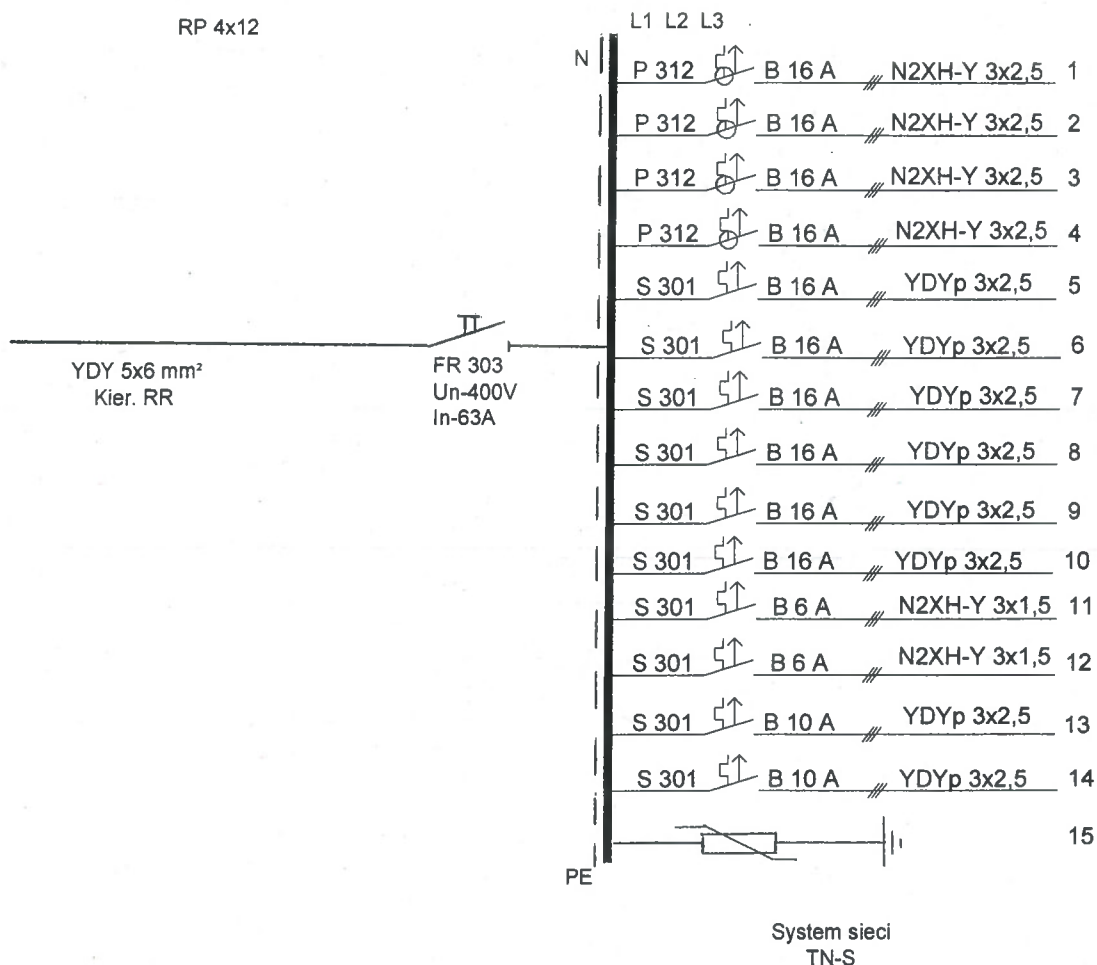 RP 4x12
L1 L2 L3
N
P 312 B 16 A N2XH-Y 3x2,5 1
P 312 B 16 A N2XH-Y 3x2,5 2
P 312 B 16 A N2XH-Y 3x2,5 3
P 312 B 16 A N2XH-Y 3x2,5 4
S 301 B 16 A YDYp 3x2,5 5
S 301 B 16 A YDYp 3x2,5 6
YDY 5x6 mm²
Kier. RR
FR 303
Un-400V
In-63A
S 301 B 16 A YDYp 3x2,5 7
S 301 B 16 A YDYp 3x2,5 8
S 301 B 16 A YDYp 3x2,5 9
S 301 B 16 A YDYp 3x2,5 10
S 301 B 6 A N2XH-Y 3x1,5 11
S 301 B 6 A N2XH-Y 3x1,5 12
S 301 B 10 A YDYp 3x2,5 13
S 301 B 10 A YDYp 3x2,5 14
15
PE
System sieci
TN-S